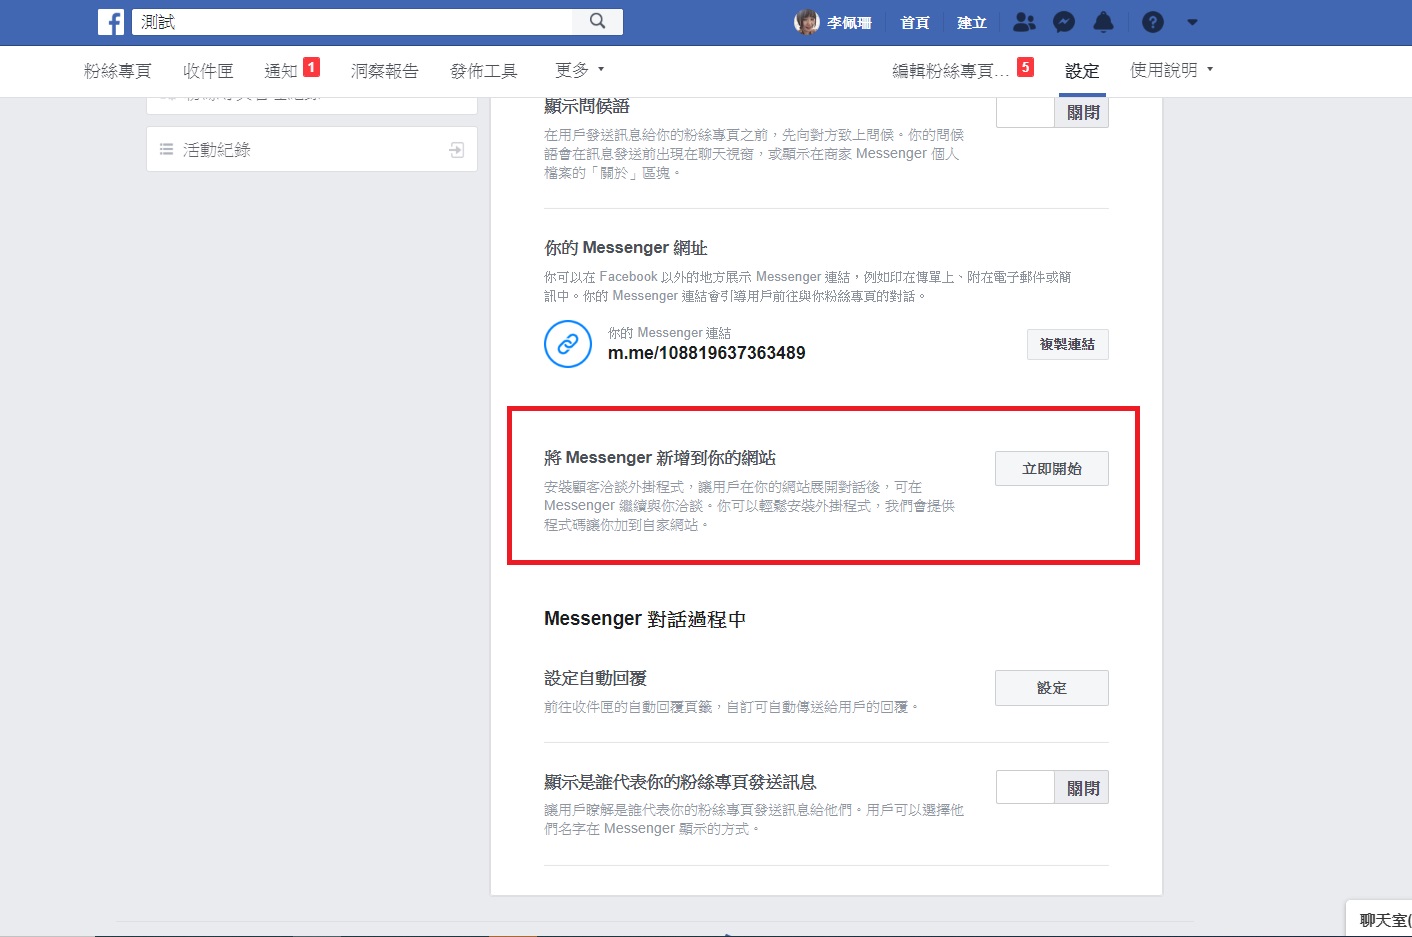 測試
李佩珊
首頁
建立
粉絲專頁
收件匣
通知 1
洞察報告
發佈工具
更多
編輯粉絲專頁... 5
設定
使用說明
活動紀錄
顯示問候語
關閉
在用戶發送訊息給你的粉絲專頁之前，先向對方致上問候。你的問候
語會在訊息發送前出現在聊天視窗，或顯示在商家 Messenger 個人
檔案的「關於」區塊。
你的 Messenger 網址
你可以在 Facebook 以外的地方展示 Messenger 連結，例如印在傳單上、附在電子郵件或簡
訊中。你的 Messenger 連結會引導用戶前往與你粉絲專頁的對話。
你的 Messenger 連結
m.me/108819637363489
複製連結
將 Messenger 新增到你的網站
立即開始
安裝顧客洽談外掛程式，讓用戶在你的網站展開對話後，可在
Messenger 繼續與你洽談。你可以輕鬆安裝外掛程式，我們會提供
程式碼讓你加到自家網站。
Messenger 對話過程中
設定自動回覆
設定
前往收件匣的自動回覆頁籤，自訂可自動傳送給用戶的回覆。
顯示是誰代表你的粉絲專頁發送訊息
關閉
讓用戶瞭解是誰代表你的粉絲專頁發送訊息給他們。用戶可以選擇他
們名字在 Messenger 顯示的方式。
聊天室(